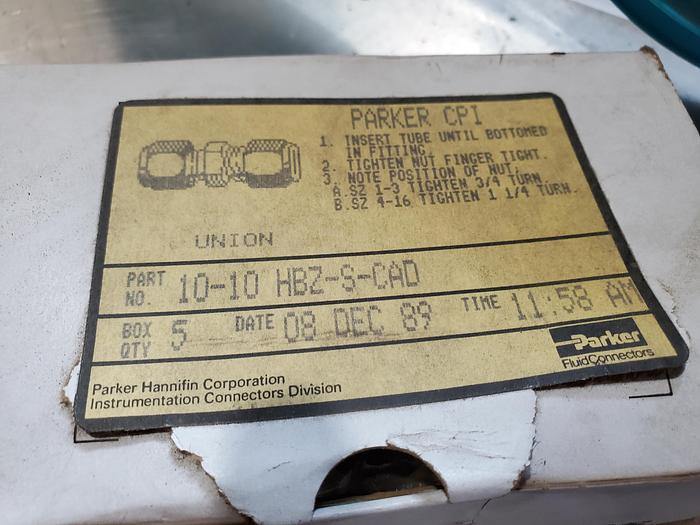 PARKER CPI
1. INSERT TUBE UNTIL BOTTOMED
IN FITTING.
2. TIGHTEN NUT FINGER TIGHT.
3. NOTE POSITION OF NUT,
A.SZ 1-3 TIGHTEN 3/4 TURN.
B.SZ 4-16 TIGHTEN 1 1/4 TURN.
UNION
PART NO. 10-10 HBZ-S-CAD
BOX QTY 5 DATE 08 DEC 89 TIME 11:58 AM
Parker
FluidConnectors
Parker Hannifin Corporation
Instrumentation Connectors Division